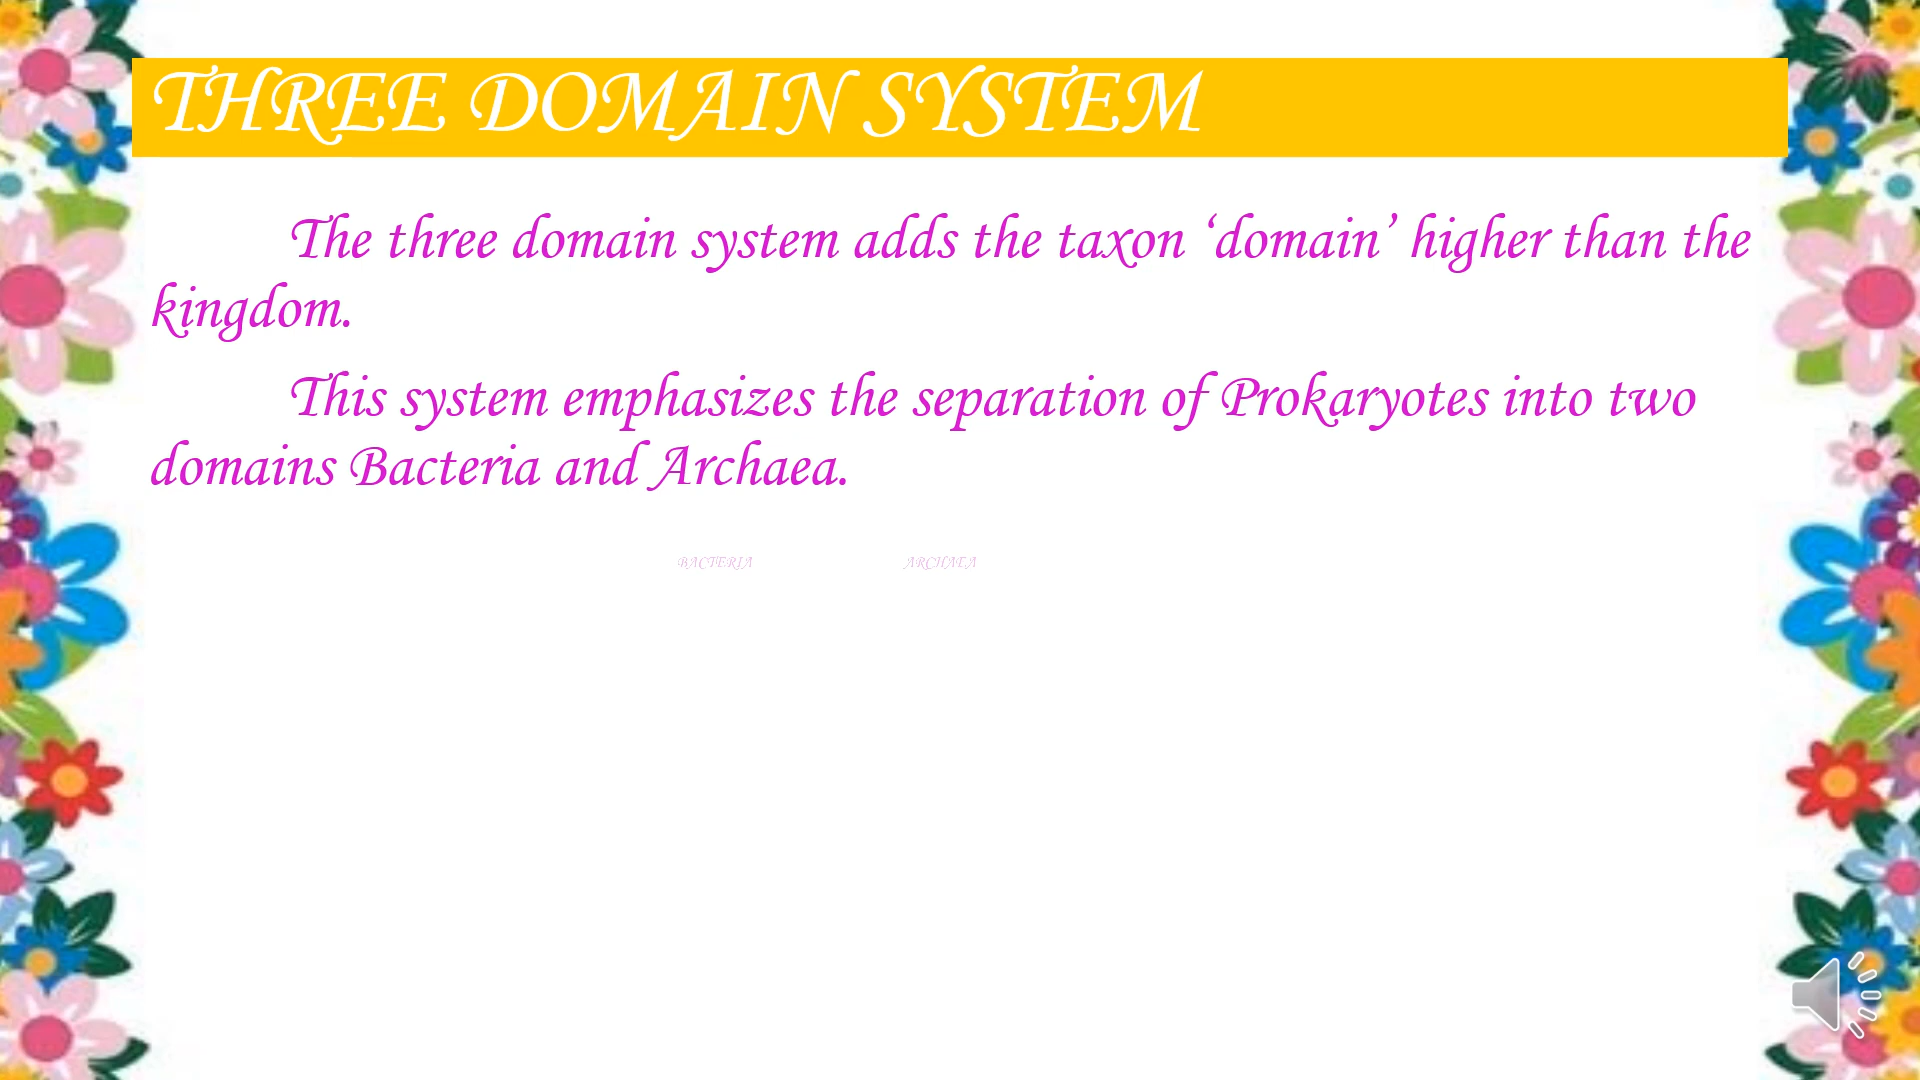 THREE DOMAIN SYSTEM
The three domain system adds the taxon ‘domain’ higher than the
kingdom.
This system emphasizes the separation of Prokaryotes into two
domains Bacteria and Archaea.
BACTERIA ARCHAEA